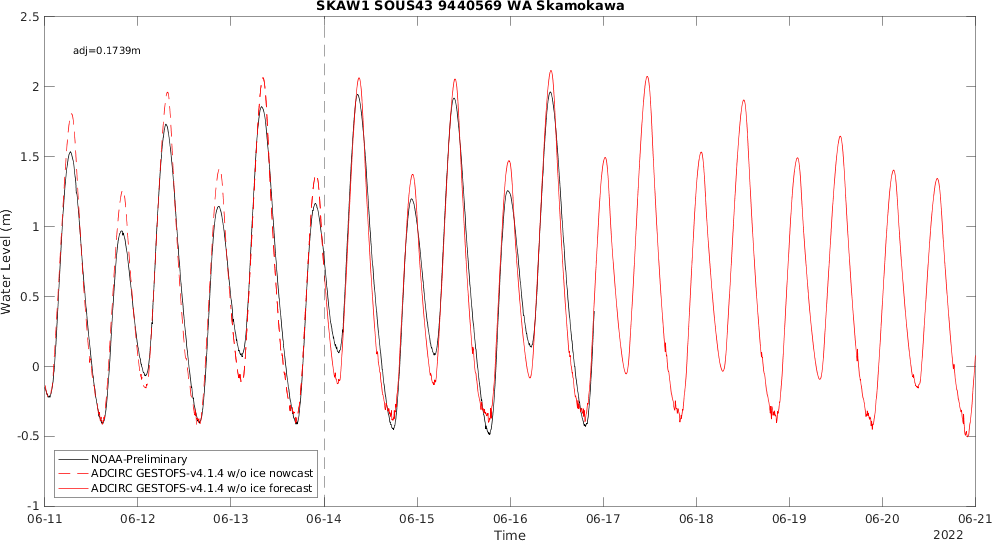 SKAW1 SOUS43 9440569 WA Skamokawa
adj=0.1739m
Water Level (m)
2.5
2
1.5
1
0.5
0
-0.5
-1
NOAA-Preliminary
ADCIRC GESTOFS-v4.1.4 w/o ice nowcast
ADCIRC GESTOFS-v4.1.4 w/o ice forecast
06-11 06-12 06-13 06-14 06-15 06-16 06-17 06-18 06-19 06-20 06-21
Time
2022